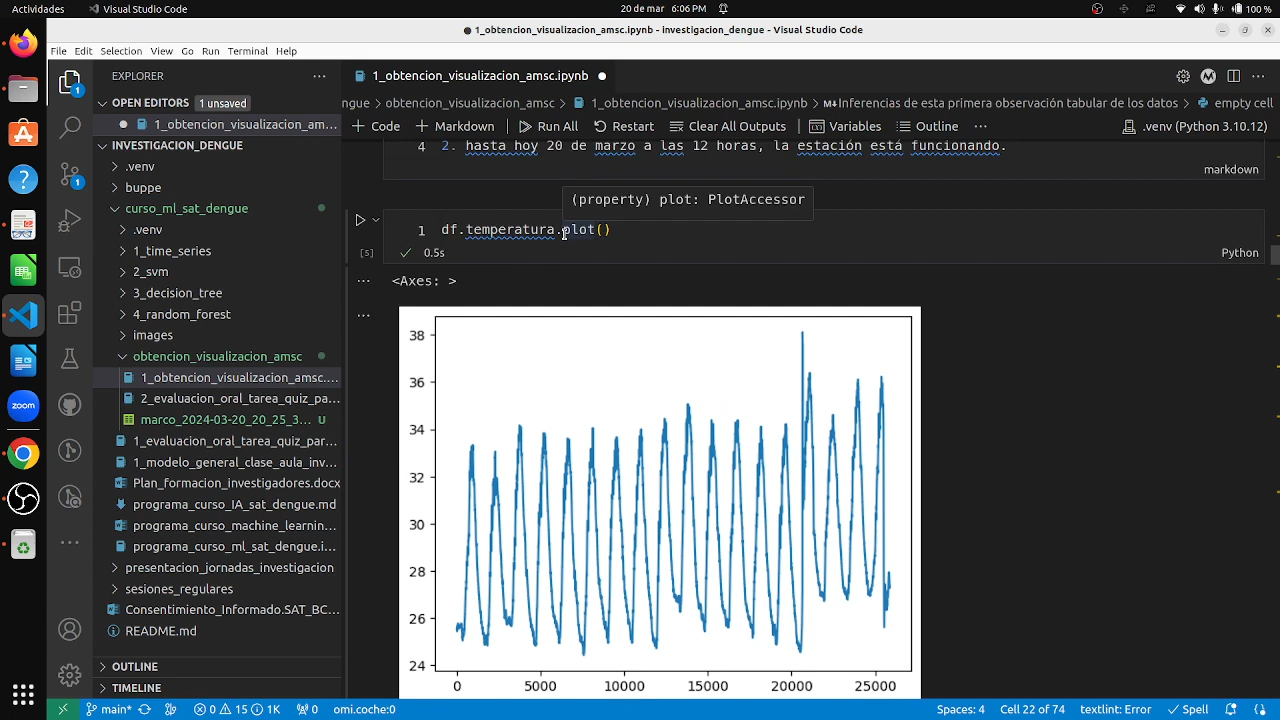 Actividades
Visual Studio Code
20 de mar 6:06 PM
100 %
● 1_obtencion_visualizacion_amsc.ipynb - investigacion_dengue - Visual Studio Code
File Edit Selection View Go Run Terminal Help
EXPLORER
1_obtencion_visualizacion_amsc.ipynb
OPEN EDITORS 1 unsaved
ngue > obtencion_visualizacion_amsc > 1_obtencion_visualizacion_amsc.ipynb > Inferencias de esta primera observación tabular de los datos > empty cell
1_obtencion_visualizacion_am...
+ Code + Markdown Run All Restart Clear All Outputs Variables Outline ... .venv (Python 3.10.12)
INVESTIGACION_DENGUE
.venv
buppe
curso_ml_sat_dengue
.venv
1_time_series
2_svm
3_decision_tree
4_random_forest
images
obtencion_visualizacion_amsc
1_obtencion_visualizacion_amsc....
2_evaluacion_oral_tarea_quiz_pa...
marco_2024-03-20_20_25_3... U
1_evaluacion_oral_tarea_quiz_par...
1_modelo_general_clase_aula_inv...
Plan_formacion_investigadores.docx
programa_curso_IA_sat_dengue.md
programa_curso_machine_learnin...
programa_curso_ml_sat_dengue.i...
presentacion_jornadas_investigacion
sesiones_regulares
Consentimiento_Informado.SAT_BC...
README.md
OUTLINE
TIMELINE
4 2. hasta hoy 20 de marzo a las 12 horas, la estación está funcionando.
markdown
(property) plot: PlotAccessor
1 df.temperatura.plot()
[5] 0.5s
Python
<Axes: >
38
36
34
32
30
28
26
24
0 5000 10000 15000 20000 25000
zoom
1
1
main* 0 15 1K 0 omi.coche:0 Spaces: 4 Cell 22 of 74 textlint: Error Spell